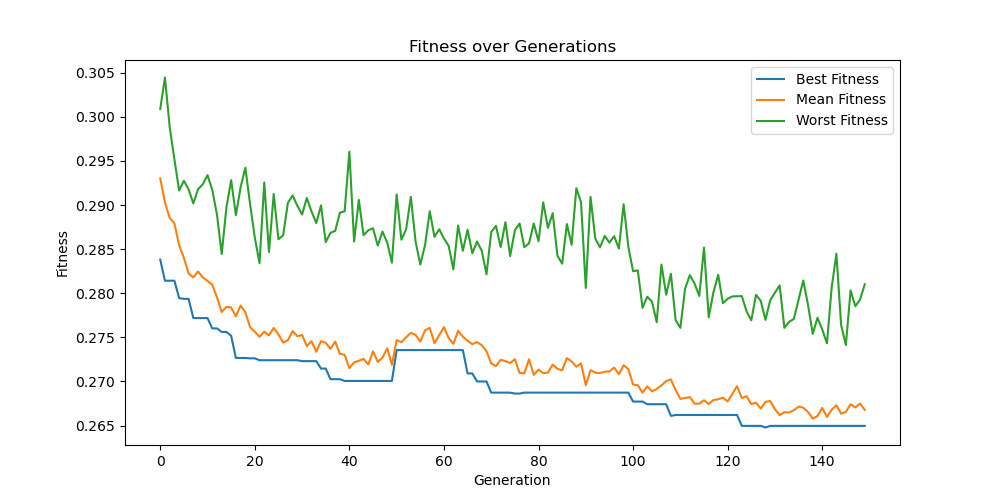 Fitness over Generations
Best Fitness
Mean Fitness
Worst Fitness
Fitness
0.305
0.300
0.295
0.290
0.285
0.280
0.275
0.270
0.265
0 20 40 60 80 100 120 140
Generation